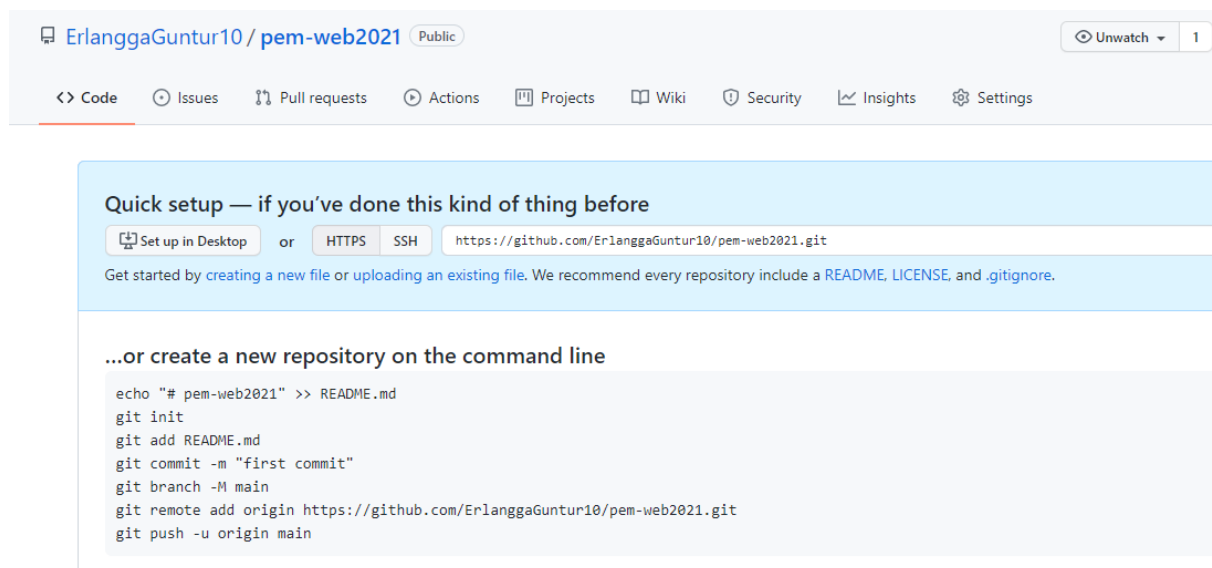 ErlanggaGuntur10 / pem-web2021 Public
Unwatch 1
<> Code Issues Pull requests Actions Projects Wiki Security Insights Settings
Quick setup — if you’ve done this kind of thing before
Set up in Desktop or HTTPS SSH https://github.com/ErlanggaGuntur10/pem-web2021.git
Get started by creating a new file or uploading an existing file. We recommend every repository include a README, LICENSE, and .gitignore.
…or create a new repository on the command line
echo "# pem-web2021" >> README.md
git init
git add README.md
git commit -m "first commit"
git branch -M main
git remote add origin https://github.com/ErlanggaGuntur10/pem-web2021.git
git push -u origin main